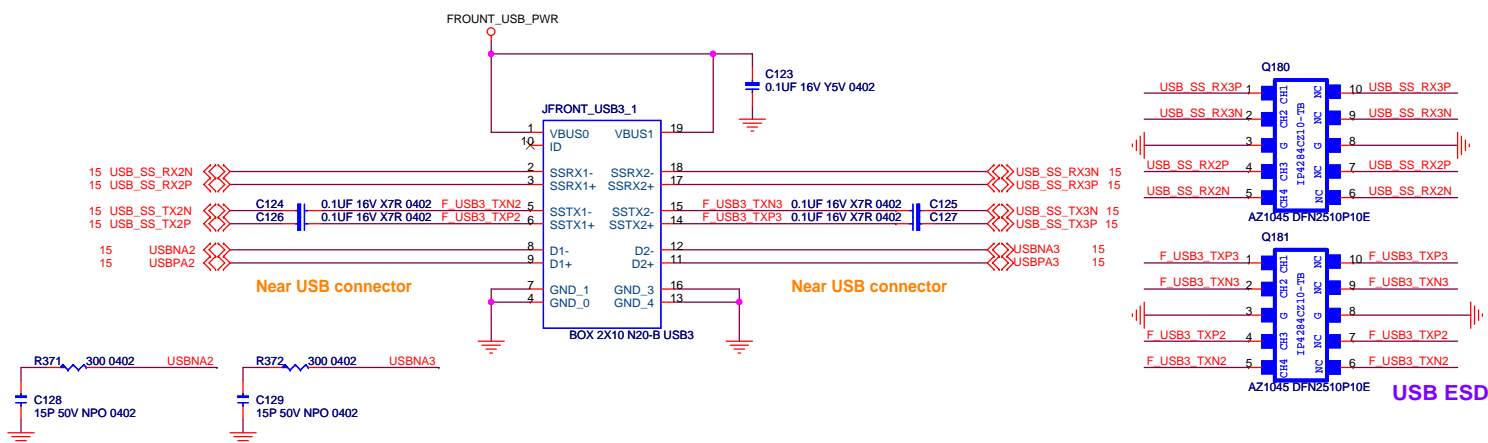 FROUNT_USB_PWR
C123
0.1UF 16V Y5V 0402
JFRONT_USB3_1
1 VBUS0 VBUS1 19
10 ID
15 USB_SS_RX2N 2 SSRX1- SSRX2- 18 USB_SS_RX3N 15
15 USB_SS_RX2P 3 SSRX1+ SSRX2+ 17 USB_SS_RX3P 15
15 USB_SS_TX2N C124 0.1UF 16V X7R 0402 F_USB3_TXN2 5 SSTX1- SSTX2- 15 F_USB3_TXN3 0.1UF 16V X7R 0402 C125 USB_SS_TX3N 15
15 USB_SS_TX2P C126 0.1UF 16V X7R 0402 F_USB3_TXP2 6 SSTX1+ SSTX2+ 14 F_USB3_TXP3 0.1UF 16V X7R 0402 C127 USB_SS_TX3P 15
15 USBNA2 8 D1- D2- 12 USBNA3 15
15 USBPA2 9 D1+ D2+ 11 USBPA3 15
Near USB connector
Near USB connector
7 GND_1 GND_3 16
4 GND_0 GND_4 13
BOX 2X10 N20-B USB3
R371 300 0402 USBNA2
C128
15P 50V NPO 0402
R372 300 0402 USBNA3
C129
15P 50V NPO 0402
Q180
USB_SS_RX3P 1 CH1 NC 10 USB_SS_RX3P
USB_SS_RX3N 2 CH2 NC 9 USB_SS_RX3N
3 G G 8
USB_SS_RX2P 4 CH3 NC 7 USB_SS_RX2P
USB_SS_RX2N 5 CH4 NC 6 USB_SS_RX2N
IP4284CZ10-TB
AZ1045 DFN2510P10E
Q181
F_USB3_TXP3 1 CH1 NC 10 F_USB3_TXP3
F_USB3_TXN3 2 CH2 NC 9 F_USB3_TXN3
3 G G 8
F_USB3_TXP2 4 CH3 NC 7 F_USB3_TXP2
F_USB3_TXN2 5 CH4 NC 6 F_USB3_TXN2
IP4284CZ10-TB
AZ1045 DFN2510P10E
USB ESD